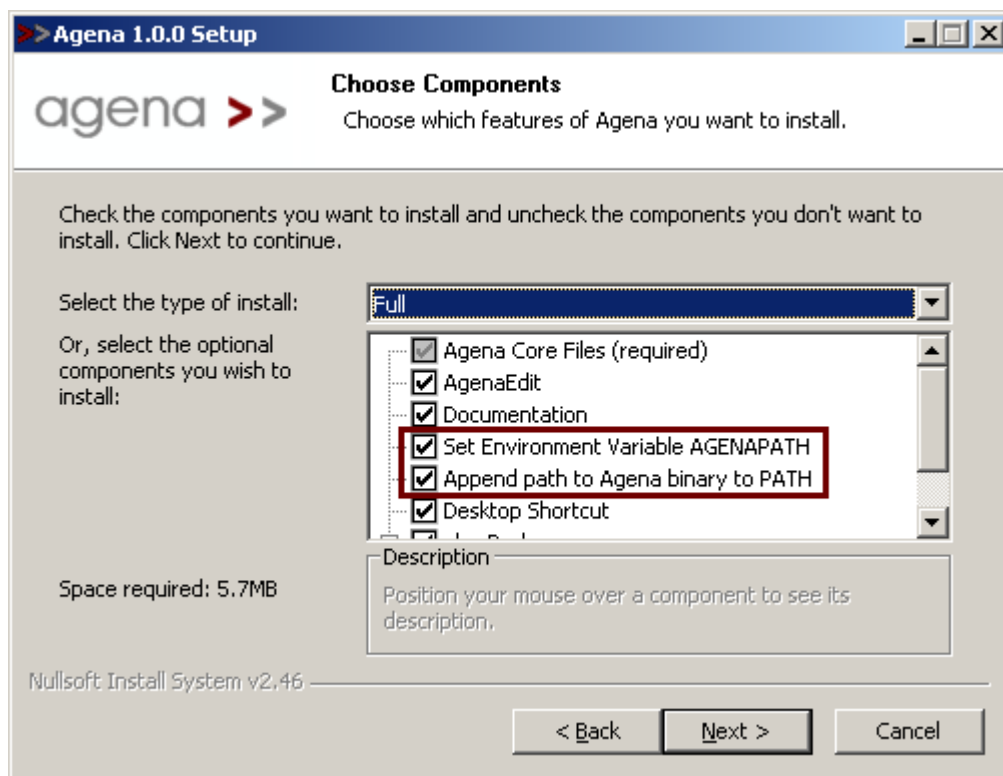 >>Agena 1.0.0 Setup
agena >>
Choose Components
Choose which features of Agena you want to install.
Check the components you want to install and uncheck the components you don't want to
install. Click Next to continue.
Select the type of install:
Full
Or, select the optional
components you wish to
install:
Agena Core Files (required)
AgenaEdit
Documentation
Set Environment Variable AGENAPATH
Append path to Agena binary to PATH
Desktop Shortcut
Space required: 5.7MB
Description
Position your mouse over a component to see its
description.
Nullsoft Install System v2.46
< Back
Next >
Cancel